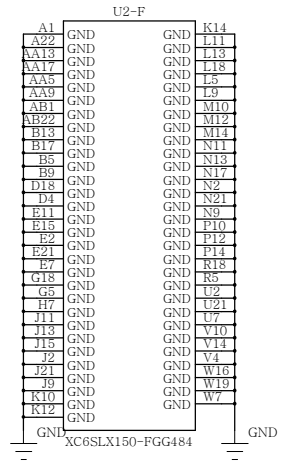 U2-F
A1 GND GND K14
A22 GND GND L11
AA13 GND GND L13
AA17 GND GND L18
AA5 GND GND L5
AA9 GND GND L9
AB1 GND GND M10
AB22 GND GND M12
B13 GND GND M14
B17 GND GND N11
B5 GND GND N13
B9 GND GND N17
D18 GND GND N2
D4 GND GND N21
E11 GND GND N9
E15 GND GND P10
E2 GND GND P12
E21 GND GND P14
E7 GND GND R18
G18 GND GND R5
G5 GND GND U2
H7 GND GND U21
J11 GND GND U7
J13 GND GND V10
J15 GND GND V14
J2 GND GND V4
J21 GND GND W16
J9 GND GND W19
K10 GND GND W7
K12 GND
GND GND
XC6SLX150-FGG484